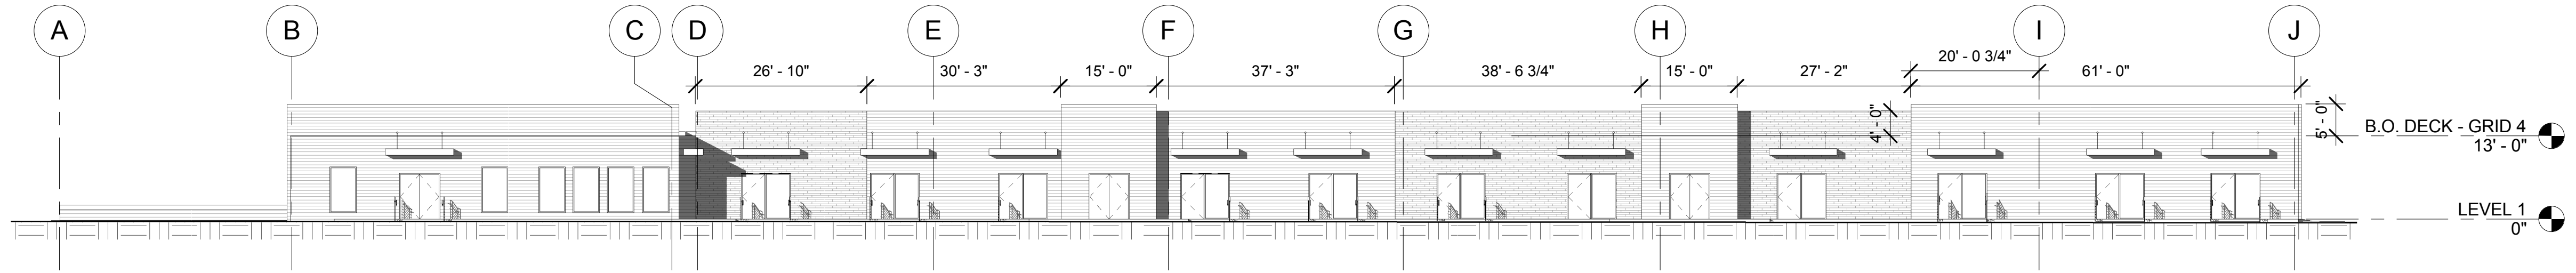 A
B
C
D
E
F
G
H
I
J
26' - 10"
30' - 3"
15' - 0"
37' - 3"
38' - 6 3/4"
15' - 0"
27' - 2"
20' - 0 3/4"
61' - 0"
4' - 0"
5' - 0"
B.O. DECK - GRID 4
13' - 0"
LEVEL 1
0"